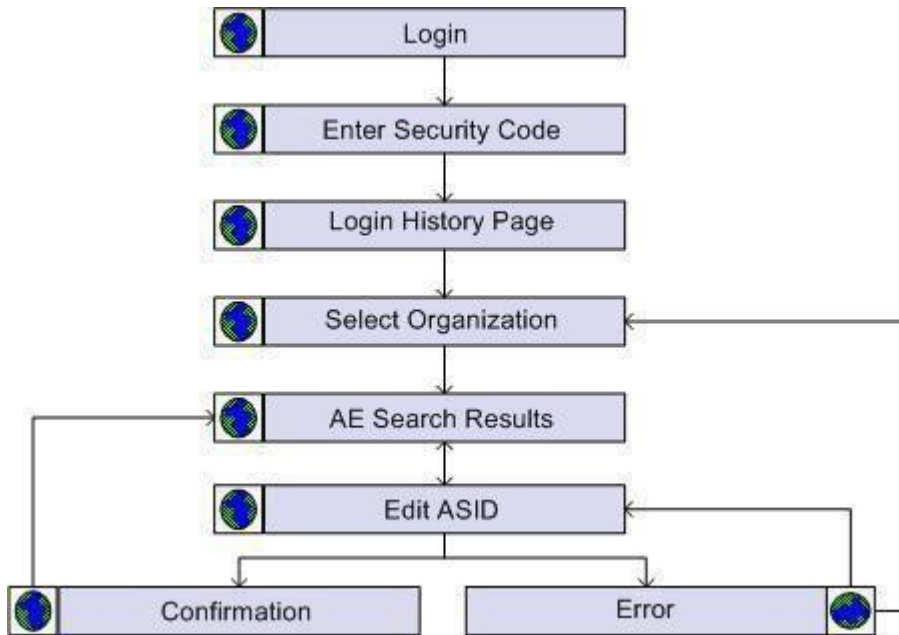 Login
Enter Security Code
Login History Page
Select Organization
AE Search Results
Edit ASID
Confirmation
Error